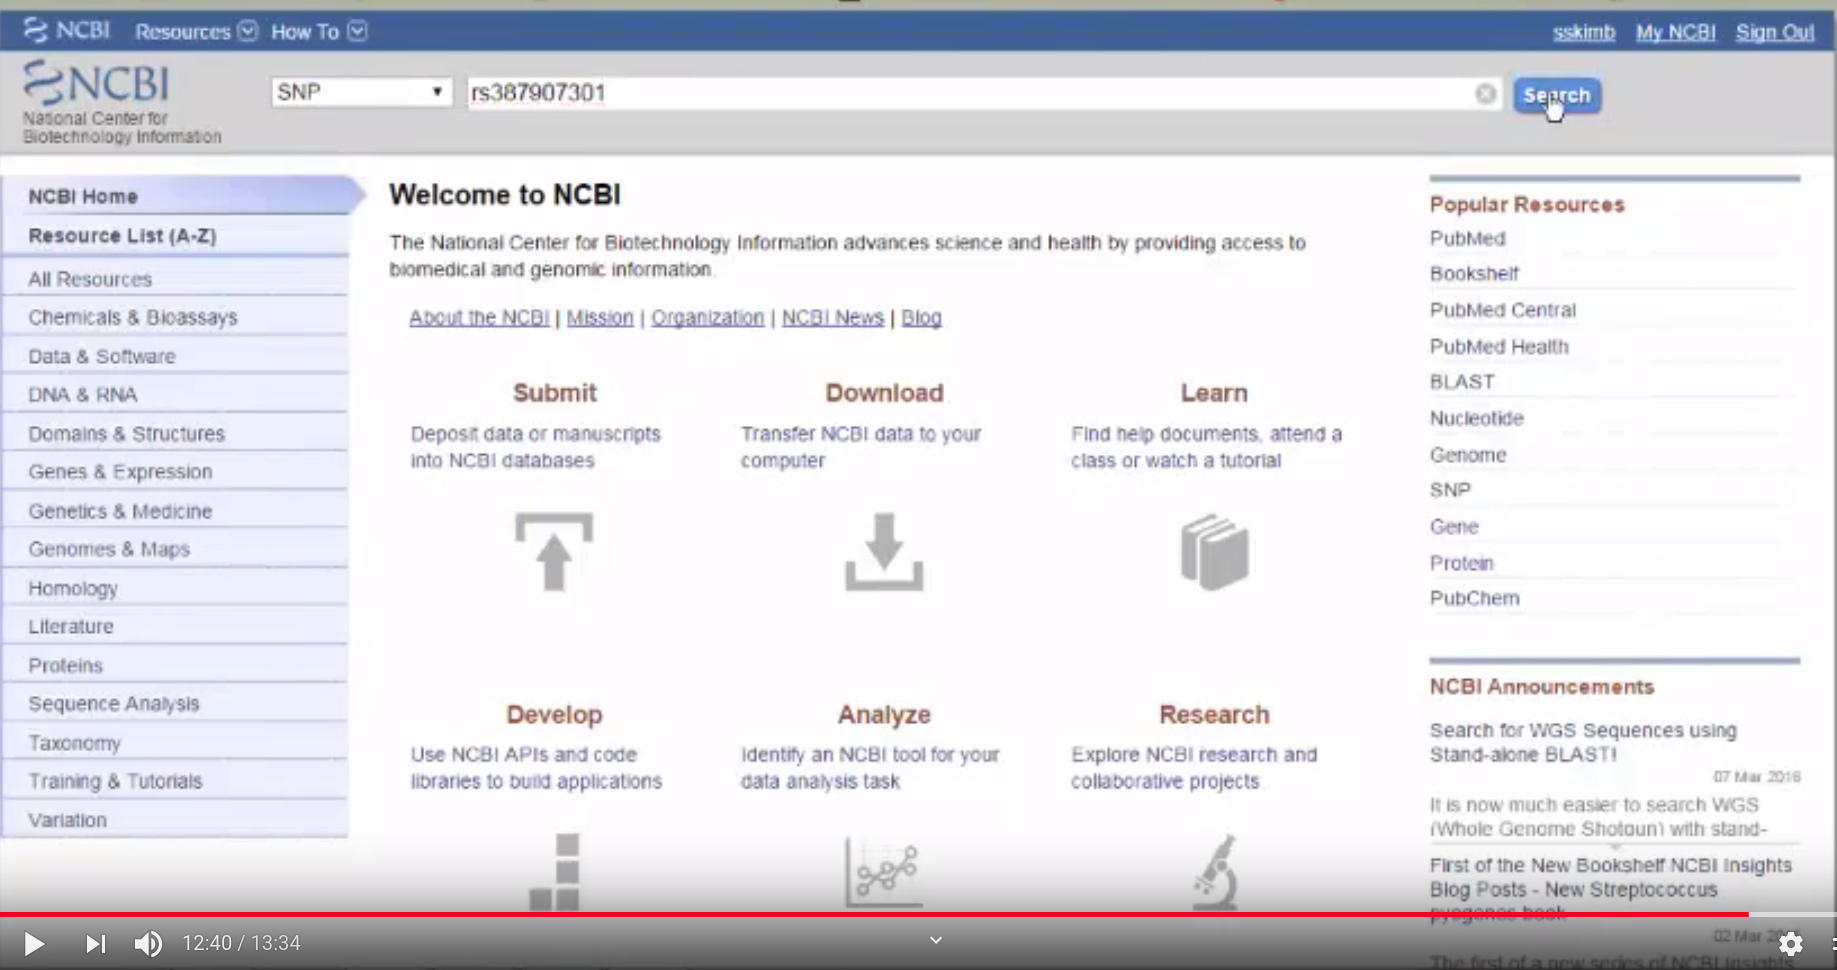 NCBI Resources How To sskimb My NCBI Sign Out
NCBI
National Center for
Biotechnology Information
SNP rs387907301 Search
NCBI Home
Resource List (A-Z)
All Resources
Chemicals & Bioassays
Data & Software
DNA & RNA
Domains & Structures
Genes & Expression
Genetics & Medicine
Genomes & Maps
Homology
Literature
Proteins
Sequence Analysis
Taxonomy
Training & Tutorials
Variation
Welcome to NCBI
The National Center for Biotechnology Information advances science and health by providing access to
biomedical and genomic information.
About the NCBI | Mission | Organization | NCBI News | Blog
Submit
Deposit data or manuscripts
into NCBI databases
Download
Transfer NCBI data to your
computer
Learn
Find help documents, attend a
class or watch a tutorial
Develop
Use NCBI APIs and code
libraries to build applications
Analyze
Identify an NCBI tool for your
data analysis task
Research
Explore NCBI research and
collaborative projects
Popular Resources
PubMed
Bookshelf
PubMed Central
PubMed Health
BLAST
Nucleotide
Genome
SNP
Gene
Protein
PubChem
NCBI Announcements
Search for WGS Sequences using
Stand-alone BLAST!
07 Mar 2016
It is now much easier to search WGS
(Whole Genome Shotgun) with stand-
First of the New Bookshelf NCBI Insights
Blog Posts - New Streptococcus
pyogenes book
02 Mar
The first of a new series of NCBI Insights
12:40 / 13:34